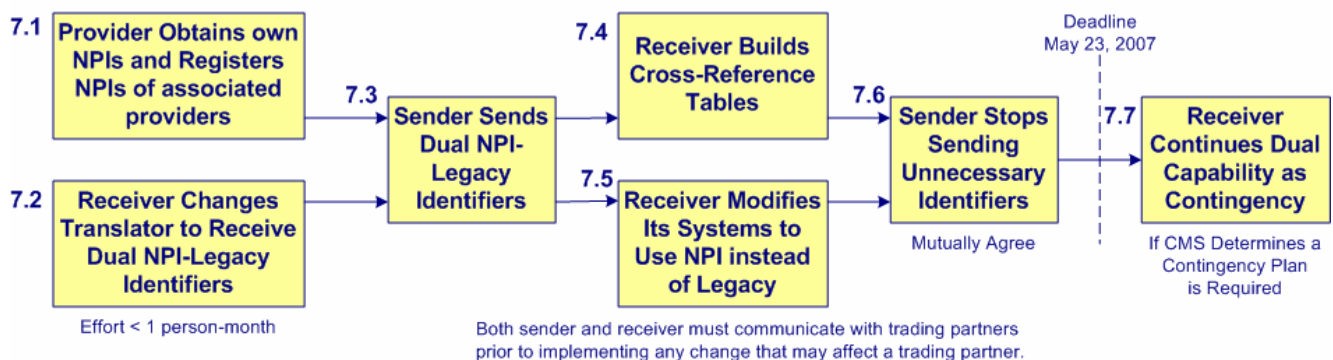 7.1
Provider Obtains own
NPIs and Registers
NPIs of associated
providers
7.2
Receiver Changes
Translator to Receive
Dual NPI-Legacy
Identifiers
Effort < 1 person-month
7.3
Sender Sends
Dual NPI-
Legacy
Identifiers
7.4
Receiver Builds
Cross-Reference
Tables
7.5
Receiver Modifies
Its Systems to
Use NPI instead
of Legacy
Both sender and receiver must communicate with trading partners
prior to implementing any change that may affect a trading partner.
7.6
Sender Stops
Sending
Unnecessary
Identifiers
Mutually Agree
Deadline
May 23, 2007
7.7
Receiver
Continues Dual
Capability as
Contingency
If CMS Determines a
Contingency Plan
is Required